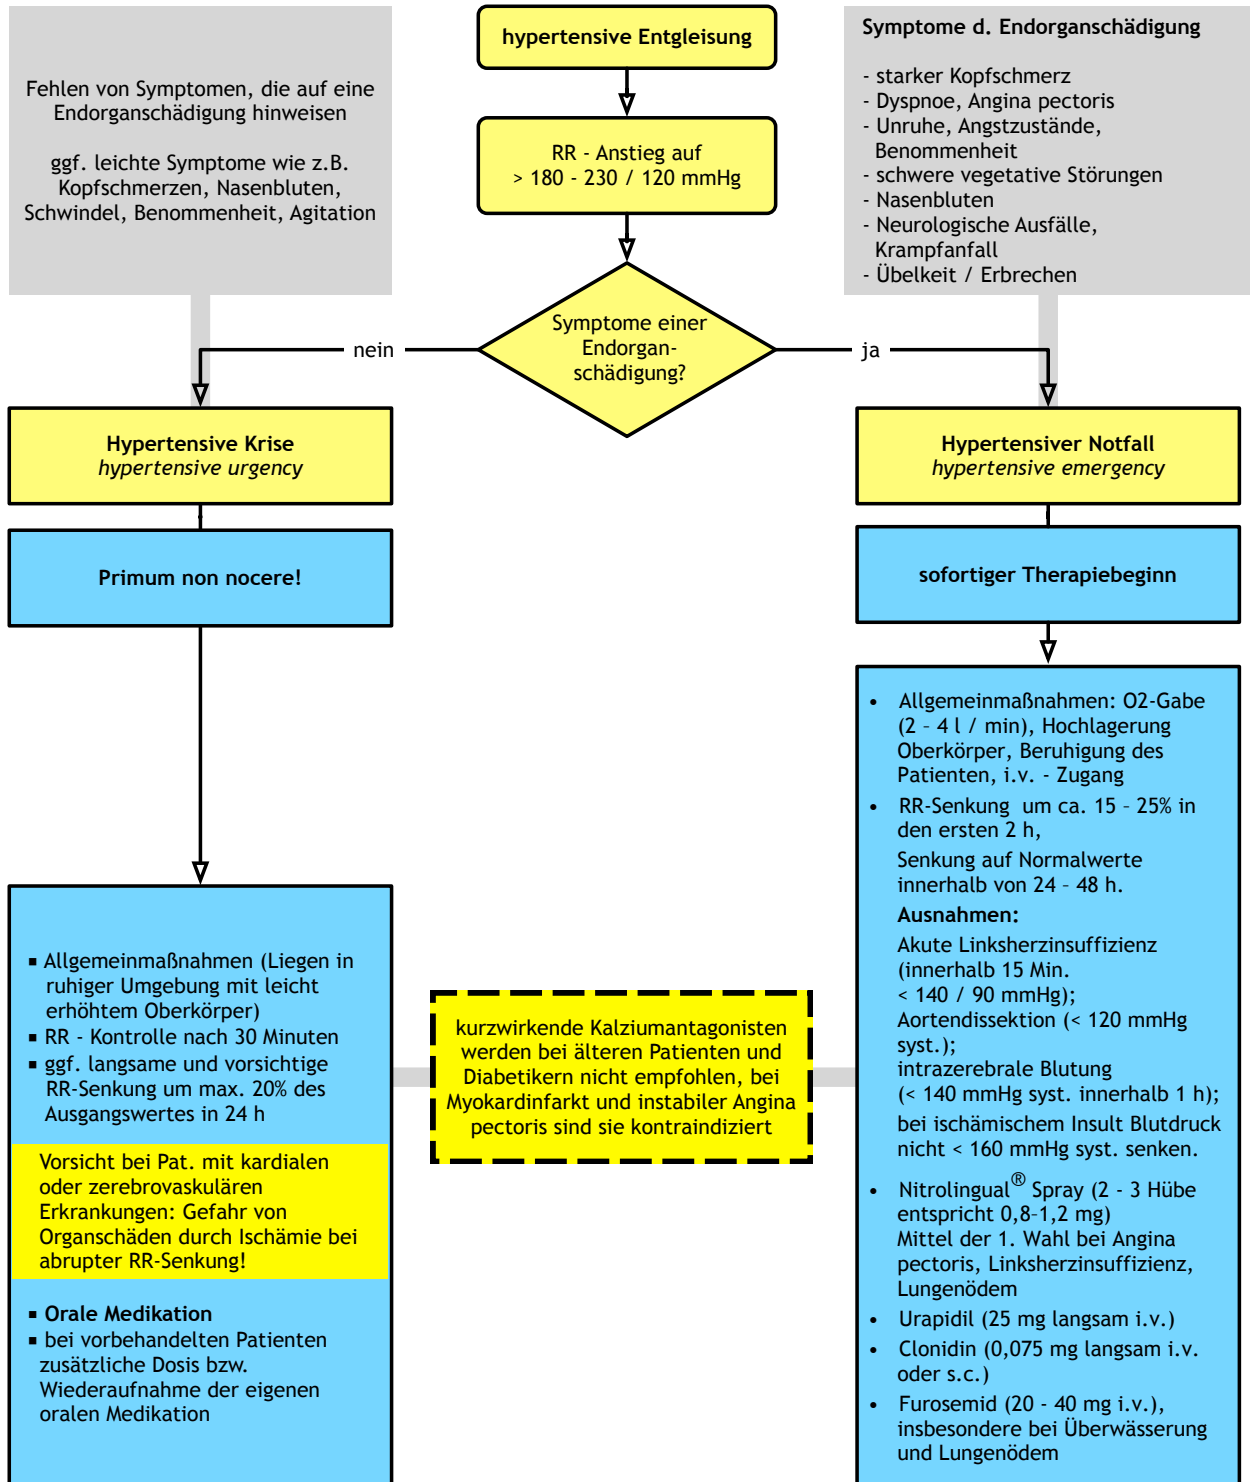 hypertensive Entgleisung
RR - Anstieg auf
> 180 - 230 / 120 mmHg
Symptome einer
Endorgan-
schädigung?
nein
ja
Fehlen von Symptomen, die auf eine
Endorganschädigung hinweisen
ggf. leichte Symptome wie z.B.
Kopfschmerzen, Nasenbluten,
Schwindel, Benommenheit, Agitation
Symptome d. Endorganschädigung
- starker Kopfschmerz
- Dyspnoe, Angina pectoris
- Unruhe, Angstzustände,
Benommenheit
- schwere vegetative Störungen
- Nasenbluten
- Neurologische Ausfälle,
Krampfanfall
- Übelkeit / Erbrechen
Hypertensive Krise
hypertensive urgency
Primum non nocere!
▪ Allgemeinmaßnahmen (Liegen in
ruhiger Umgebung mit leicht
erhöhtem Oberkörper)
▪ RR - Kontrolle nach 30 Minuten
▪ ggf. langsame und vorsichtige
RR-Senkung um max. 20% des
Ausgangswertes in 24 h
Vorsicht bei Pat. mit kardialen
oder zerebrovaskulären
Erkrankungen: Gefahr von
Organschäden durch Ischämie bei
abrupter RR-Senkung!
▪ Orale Medikation
▪ bei vorbehandelten Patienten
zusätzliche Dosis bzw.
Wiederaufnahme der eigenen
oralen Medikation
kurzwirkende Kalziumantagonisten
werden bei älteren Patienten und
Diabetikern nicht empfohlen, bei
Myokardinfarkt und instabiler Angina
pectoris sind sie kontraindiziert
Hypertensiver Notfall
hypertensive emergency
sofortiger Therapiebeginn
• Allgemeinmaßnahmen: O2-Gabe
(2 – 4 l / min), Hochlagerung
Oberkörper, Beruhigung des
Patienten, i.v. - Zugang
• RR-Senkung um ca. 15 – 25% in
den ersten 2 h,
Senkung auf Normalwerte
innerhalb von 24 – 48 h.
Ausnahmen:
Akute Linksherzinsuffizienz
(innerhalb 15 Min.
< 140 / 90 mmHg);
Aortendissektion (< 120 mmHg
syst.);
intrazerebrale Blutung
(< 140 mmHg syst. innerhalb 1 h);
bei ischämischem Insult Blutdruck
nicht < 160 mmHg syst. senken.
• Nitrolingual® Spray (2 - 3 Hübe
entspricht 0,8–1,2 mg)
Mittel der 1. Wahl bei Angina
pectoris, Linksherzinsuffizienz,
Lungenödem
• Urapidil (25 mg langsam i.v.)
• Clonidin (0,075 mg langsam i.v.
oder s.c.)
• Furosemid (20 - 40 mg i.v.),
insbesondere bei Überwässerung
und Lungenödem